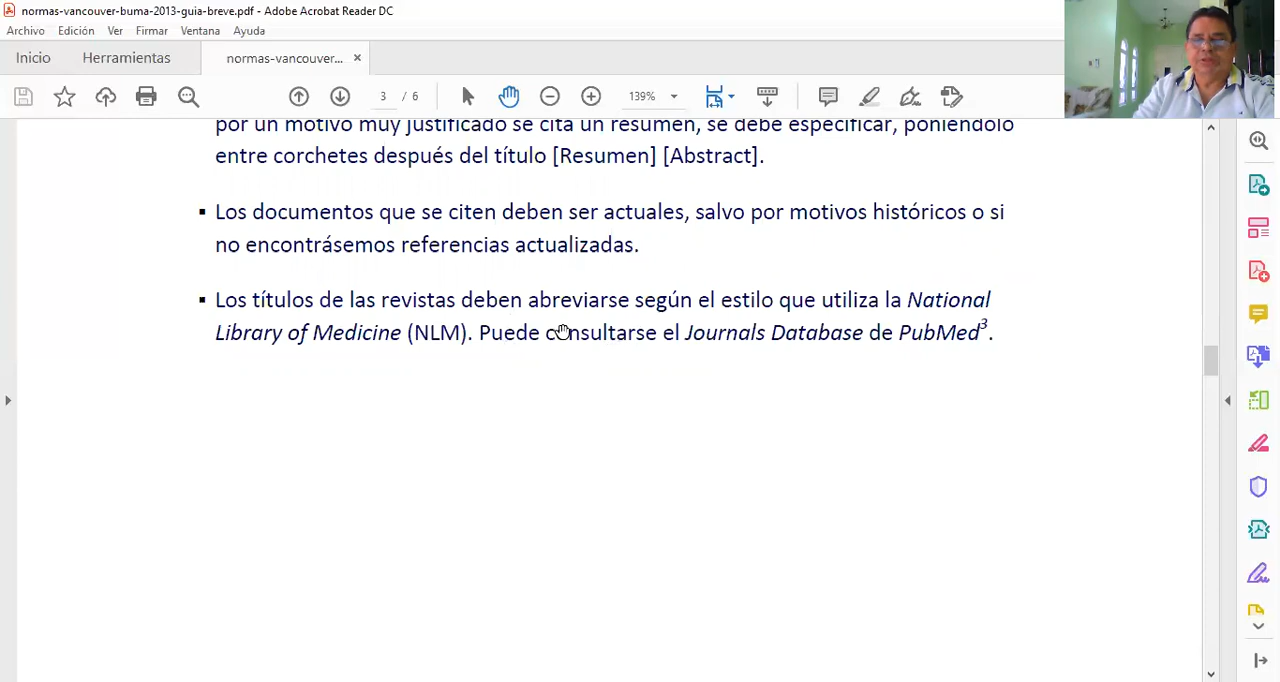 normas-vancouver-buma-2013-guia-breve.pdf - Adobe Acrobat Reader DC
Archivo Edición Ver Firmar Ventana Ayuda
Inicio Herramientas normas-vancouver... ×
3 / 6 139%
por un motivo muy justificado se cita un resumen, se debe especificar, poniéndolo
entre corchetes después del título [Resumen] [Abstract].
▪ Los documentos que se citen deben ser actuales, salvo por motivos históricos o si
no encontrásemos referencias actualizadas.
▪ Los títulos de las revistas deben abreviarse según el estilo que utiliza la National
Library of Medicine (NLM). Puede consultarse el Journals Database de PubMed³.